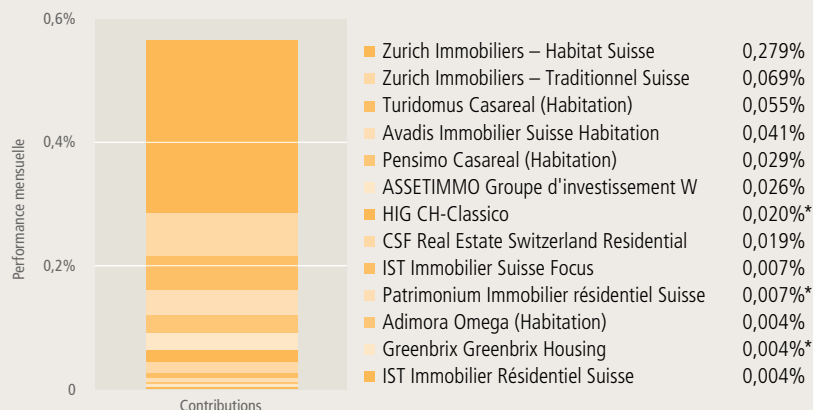 0,6%
0,4%
0,2%
0
Performance mensuelle
Contributions
Zurich Immobiliers – Habitat Suisse 0,279%
Zurich Immobiliers – Traditionnel Suisse 0,069%
Turidomus Casareal (Habitation) 0,055%
Avadis Immobilier Suisse Habitation 0,041%
Pensimo Casareal (Habitation) 0,029%
ASSETIMMO Groupe d'investissement W 0,026%
HIG CH-Classico 0,020%*
CSF Real Estate Switzerland Residential 0,019%
IST Immobilier Suisse Focus 0,007%
Patrimonium Immobilier résidentiel Suisse 0,007%*
Adimora Omega (Habitation) 0,004%
Greenbrix Greenbrix Housing 0,004%*
IST Immobilier Résidentiel Suisse 0,004%